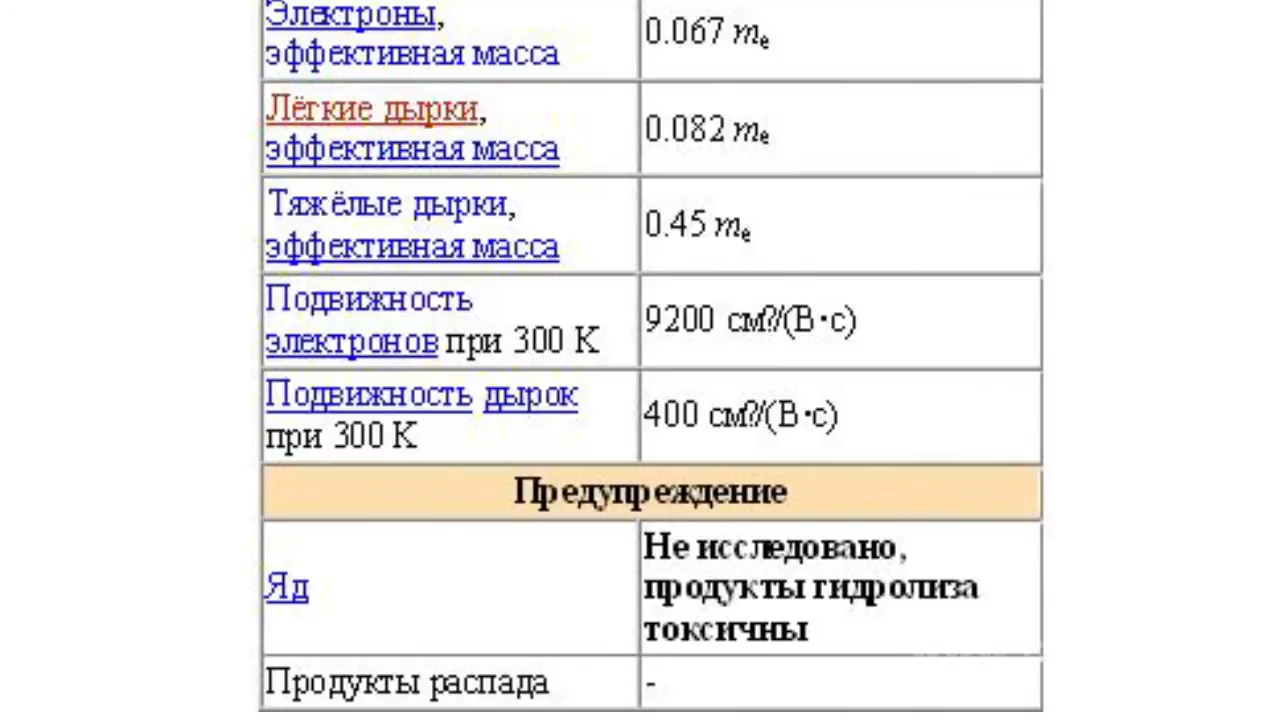 Электроны,
эффективная масса
0.067 mₑ
Лёгкие дырки,
эффективная масса
0.082 mₑ
Тяжёлые дырки,
эффективная масса
0.45 mₑ
Подвижность
электронов при 300 K
9200 см?/(В·с)
Подвижность дырок
при 300 K
400 см?/(В·с)
Предупреждение
Яд
Не исследовано,
продукты гидролиза
токсичны
Продукты распада
-